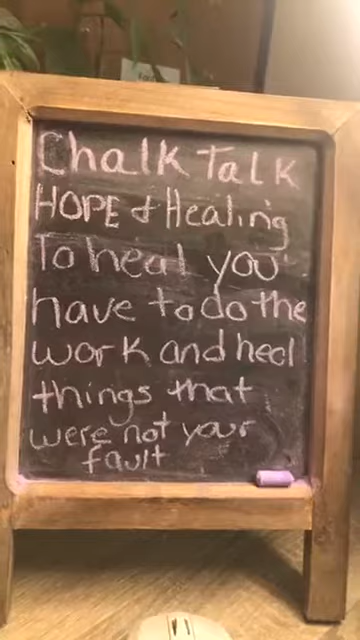 Chalk Talk
HOPE & Healing
To heal you
have to do the
work and heal
things that
were not your
fault